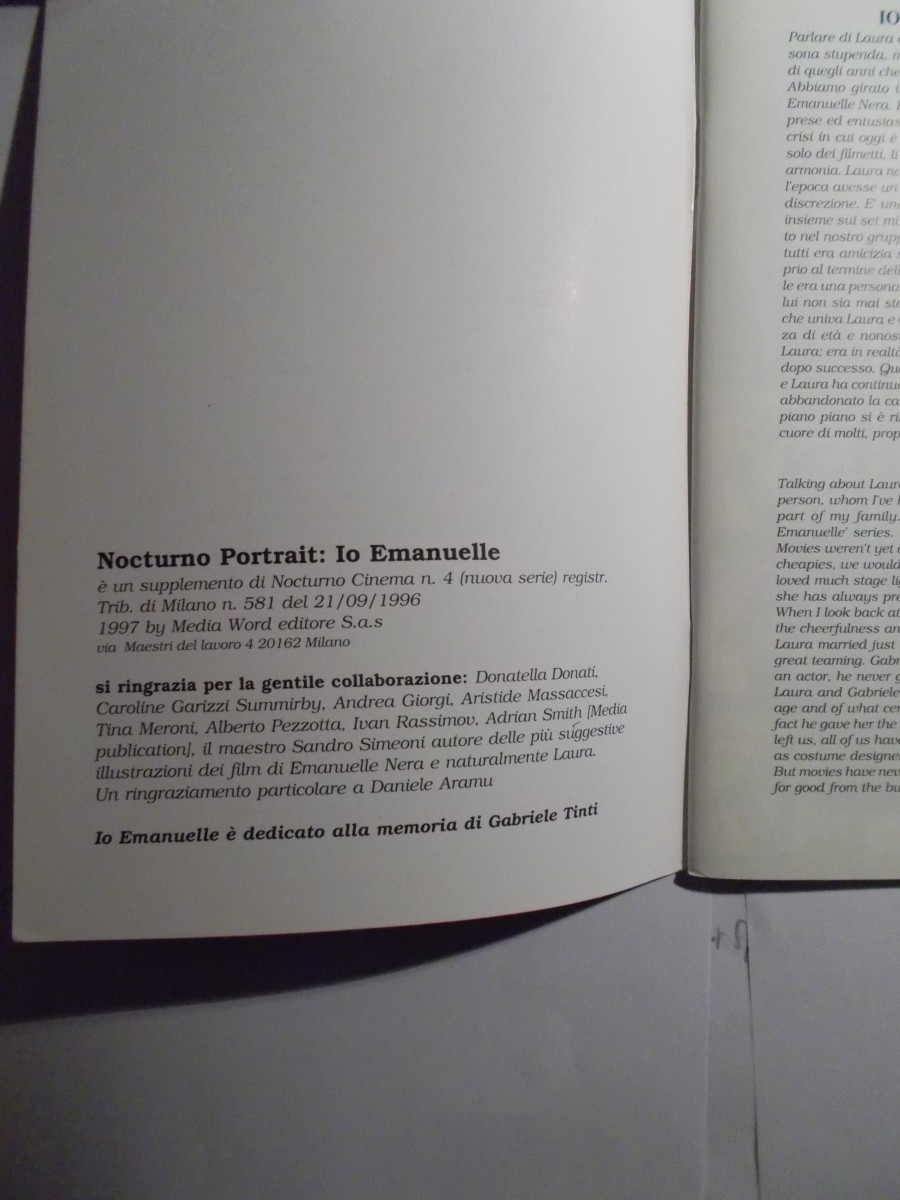 Nocturno Portrait: Io Emanuelle
è un supplemento di Nocturno Cinema n. 4 (nuova serie) registr.
Trib. di Milano n. 581 del 21/09/1996
1997 by Media Word editore S.a.s
via Maestri del lavoro 4 20162 Milano
si ringrazia per la gentile collaborazione: Donatella Donati,
Caroline Garizzi Summirby, Andrea Giorgi, Aristide Massaccesi,
Tina Meroni, Alberto Pezzotta, Ivan Rassimov, Adrian Smith [Media
publication], il maestro Sandro Simeoni autore delle più suggestive
illustrazioni dei film di Emanuelle Nera e naturalmente Laura.
Un ringraziamento particolare a Daniele Aramu
Io Emanuelle è dedicato alla memoria di Gabriele Tinti
IO
Parlare di Laura
sona stupenda,
di quegli anni che
Abbiamo girato
Emanuelle Nera.
prese ed entusias
crisi in cui oggi è
solo dei filmetti, li
armonia. Laura no
l'epoca avesse un
discrezione. E' un
insieme sui set mi
to nel nostro grupp
tutti era amicizia
prio al termine dell
le era una persona
lui non sia mai sta
che univa Laura e
za di età e nonos
Laura; era in realtà
dopo successo. Qu
e Laura ha continu
abbandonato la ca
piano piano si è ri
cuore di molti, prop
Talking about Laur
person, whom I've
part of my family.
Emanuelle' series.
Movies weren't yet
cheapies, we would
loved much stage li
she has always pre
When I look back at
the cheerfulness an
Laura married just
great teaming. Gabr
an actor, he never g
Laura and Gabriele
age and of what cer
fact he gave her the
left us, all of us hav
as costume designe
But movies have nev
for good from the bu